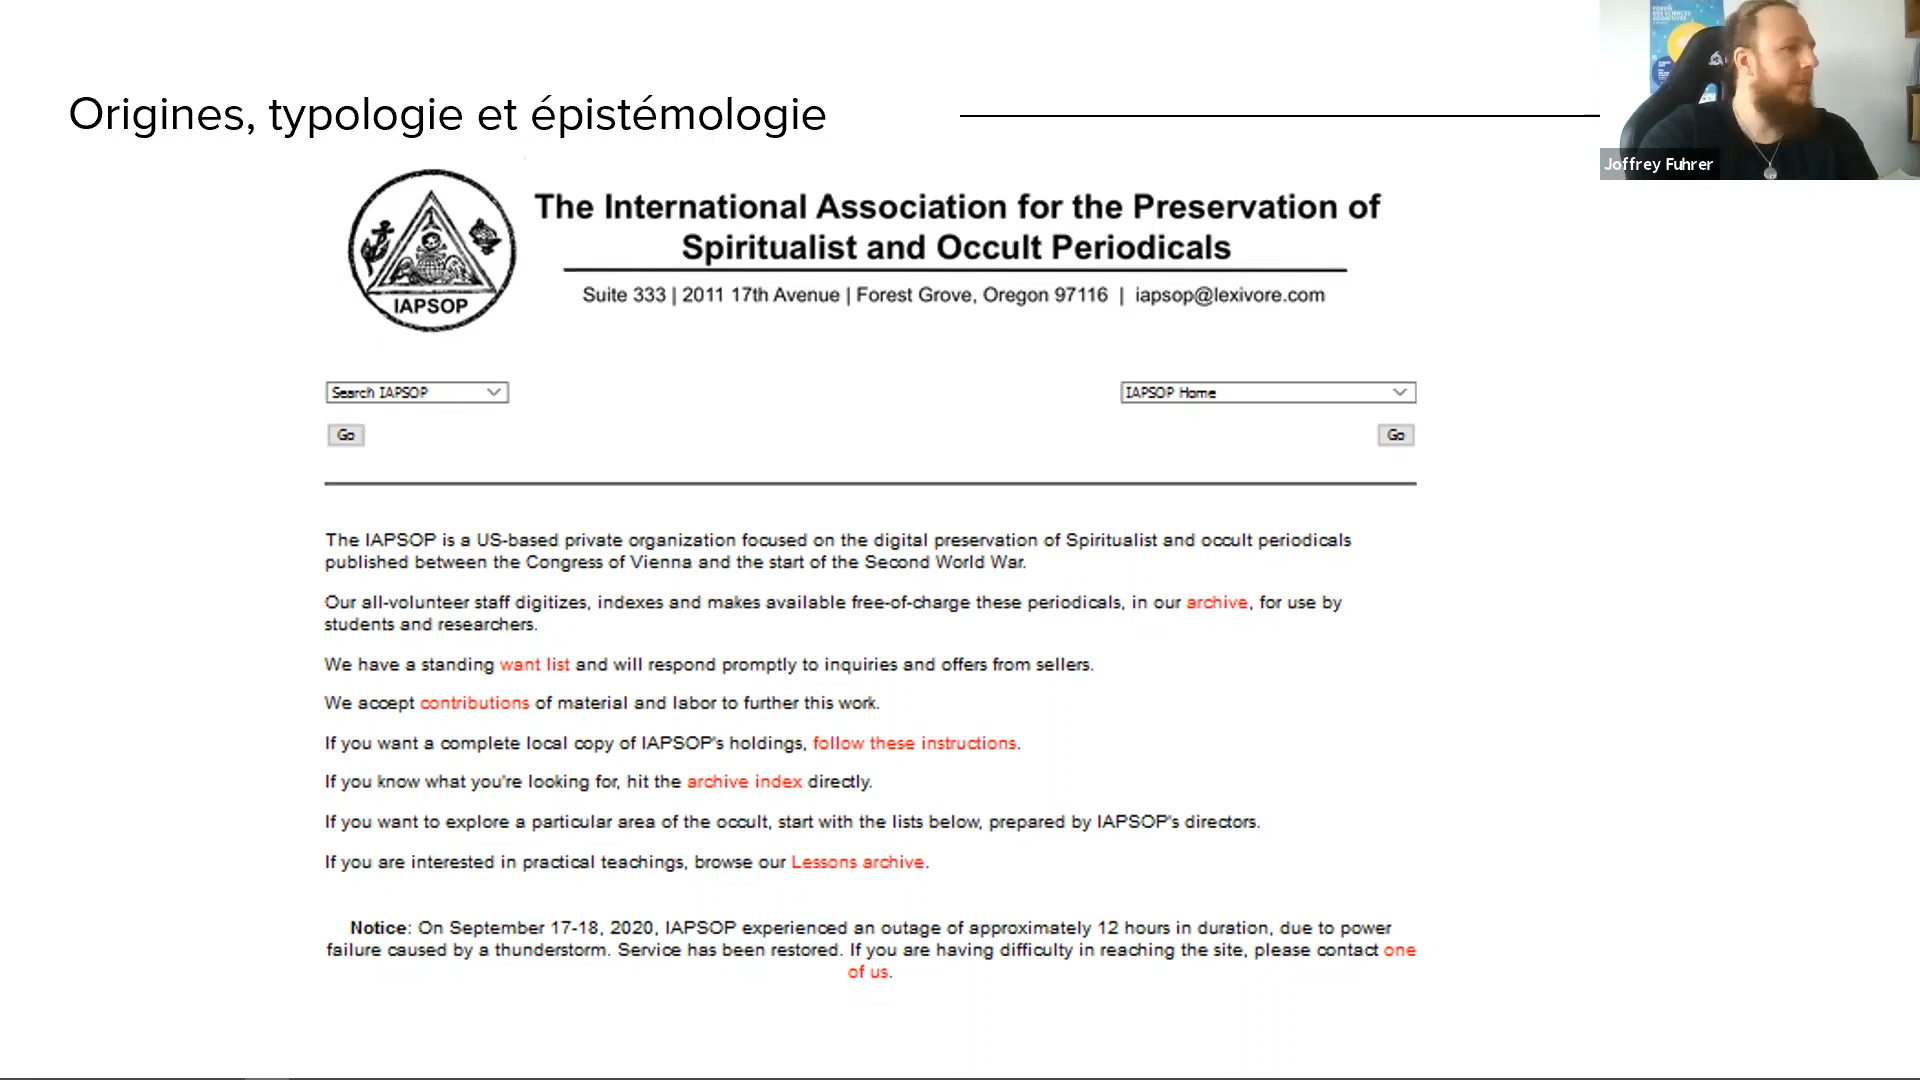 FORUM
DES SCIENCES
COGNITIVES
Origines, typologie et épistémologie
Joffrey Fuhrer
The International Association for the Preservation of
Spiritualist and Occult Periodicals
IAPSOP
Suite 333 | 2011 17th Avenue | Forest Grove, Oregon 97116 | iapsop@lexivore.com
Search IAPSOP
IAPSOP Home
Go
Go
The IAPSOP is a US-based private organization focused on the digital preservation of Spiritualist and occult periodicals
published between the Congress of Vienna and the start of the Second World War.
Our all-volunteer staff digitizes, indexes and makes available free-of-charge these periodicals, in our archive, for use by
students and researchers.
We have a standing want list and will respond promptly to inquiries and offers from sellers.
We accept contributions of material and labor to further this work.
If you want a complete local copy of IAPSOP's holdings, follow these instructions.
If you know what you're looking for, hit the archive index directly.
If you want to explore a particular area of the occult, start with the lists below, prepared by IAPSOP's directors.
If you are interested in practical teachings, browse our Lessons archive.
Notice: On September 17-18, 2020, IAPSOP experienced an outage of approximately 12 hours in duration, due to power
failure caused by a thunderstorm. Service has been restored. If you are having difficulty in reaching the site, please contact one
of us.